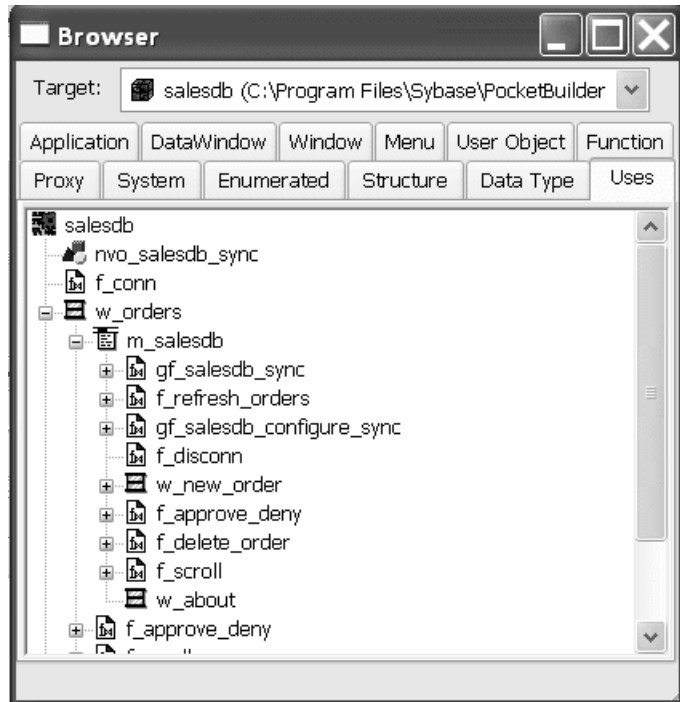 Browser
Target: salesdb (C:\Program Files\Sybase\PocketBuilder
Application DataWindow Window Menu User Object Function
Proxy System Enumerated Structure Data Type Uses
salesdb
nvo_salesdb_sync
f_conn
w_orders
m_salesdb
gf_salesdb_sync
f_refresh_orders
gf_salesdb_configure_sync
f_disconn
w_new_order
f_approve_deny
f_delete_order
f_scroll
w_about
f_approve_deny